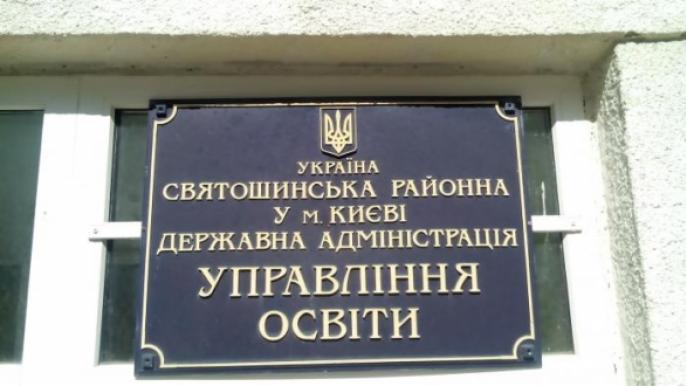 УКРАЇНА
СВЯТОШИНСЬКА РАЙОННА
У м. КИЄВІ
ДЕРЖАВНА АДМІНІСТРАЦІЯ
УПРАВЛІННЯ
ОСВІТИ